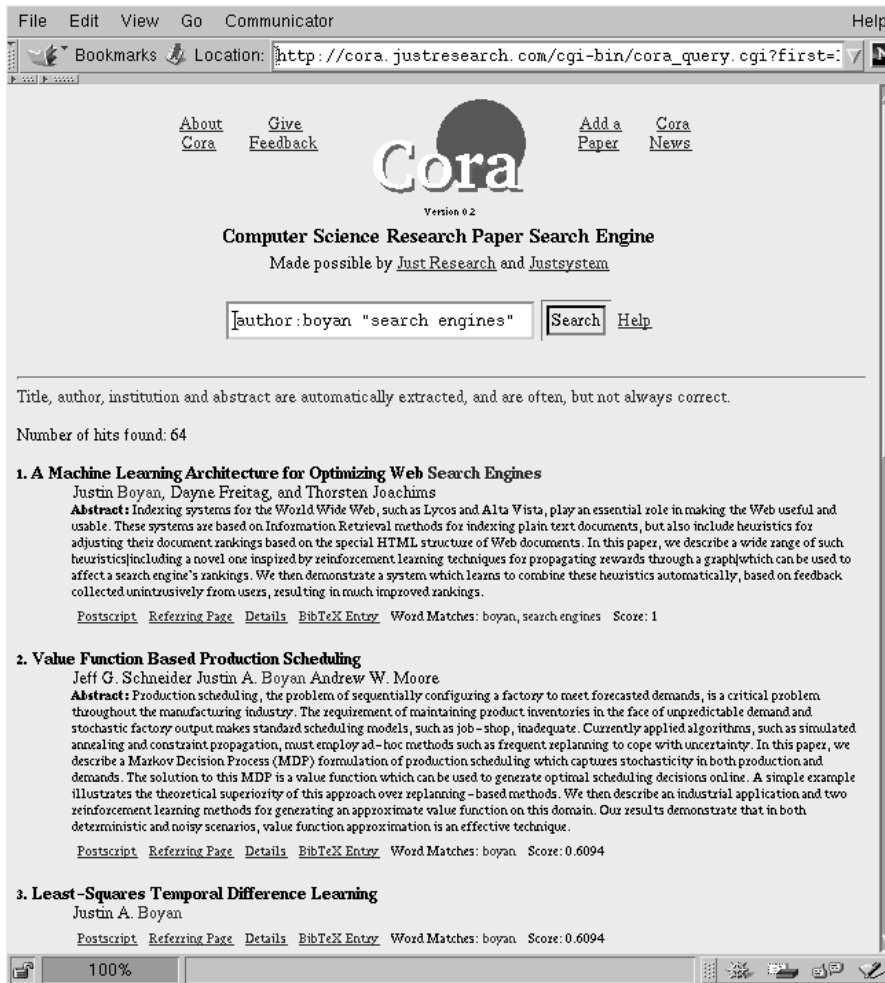 File Edit View Go Communicator Help
Bookmarks Location: http://cora.justresearch.com/cgi-bin/cora_query.cgi?first=
About Cora
Give Feedback
Cora
Add a Paper
Cora News
Version 0.2
Computer Science Research Paper Search Engine
Made possible by Just Research and Justsystem
author:boyan "search engines" Search Help
Title, author, institution and abstract are automatically extracted, and are often, but not always correct.
Number of hits found: 64
1. A Machine Learning Architecture for Optimizing Web Search Engines
Justin Boyan, Dayne Freitag, and Thorsten Joachims
Abstract: Indexing systems for the World Wide Web, such as Lycos and Alta Vista, play an essential role in making the Web useful and
usable. These systems are based on Information Retrieval methods for indexing plain text documents, but also include heuristics for
adjusting their document rankings based on the special HTML structure of Web documents. In this paper, we describe a wide range of such
heuristics|including a novel one inspired by reinforcement learning techniques for propagating rewards through a graph|which can be used to
affect a search engine's rankings. We then demonstrate a system which learns to combine these heuristics automatically, based on feedback
collected unintrusively from users, resulting in much improved rankings.
Postscript Referring Page Details BibTeX Entry Word Matches: boyan, search engines Score: 1
2. Value Function Based Production Scheduling
Jeff G. Schneider Justin A. Boyan Andrew W. Moore
Abstract: Production scheduling, the problem of sequentially configuring a factory to meet forecasted demands, is a critical problem
throughout the manufacturing industry. The requirement of maintaining product inventories in the face of unpredictable demand and
stochastic factory output makes standard scheduling models, such as job-shop, inadequate. Currently applied algorithms, such as simulated
annealing and constraint propagation, must employ ad-hoc methods such as frequent replanning to cope with uncertainty. In this paper, we
describe a Markov Decision Process (MDP) formulation of production scheduling which captures stochasticity in both production and
demands. The solution to this MDP is a value function which can be used to generate optimal scheduling decisions online. A simple example
illustrates the theoretical superiority of this approach over replanning-based methods. We then describe an industrial application and two
reinforcement learning methods for generating an approximate value function on this domain. Our results demonstrate that in both
deterministic and noisy scenarios, value function approximation is an effective technique.
Postscript Referring Page Details BibTeX Entry Word Matches: boyan Score: 0.6094
3. Least-Squares Temporal Difference Learning
Justin A. Boyan
Postscript Referring Page Details BibTeX Entry Word Matches: boyan Score: 0.6094
100%